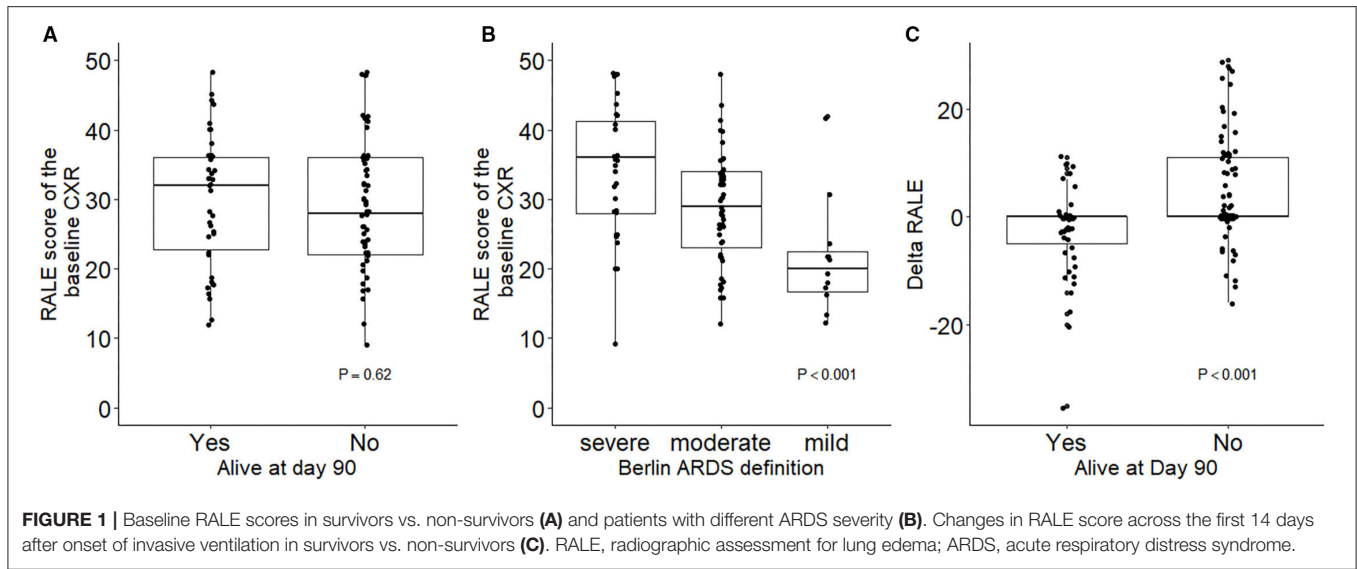 A
RALE score of the
baseline CXR
50
40
30
20
10
0
P = 0.62
Yes No
Alive at day 90
B
RALE score of the
baseline CXR
50
40
30
20
10
0
P < 0.001
severe moderate mild
Berlin ARDS definition
C
Delta RALE
20
0
-20
P < 0.001
Yes No
Alive at Day 90
FIGURE 1 | Baseline RALE scores in survivors vs. non-survivors (A) and patients with different ARDS severity (B). Changes in RALE score across the first 14 days
after onset of invasive ventilation in survivors vs. non-survivors (C). RALE, radiographic assessment for lung edema; ARDS, acute respiratory distress syndrome.